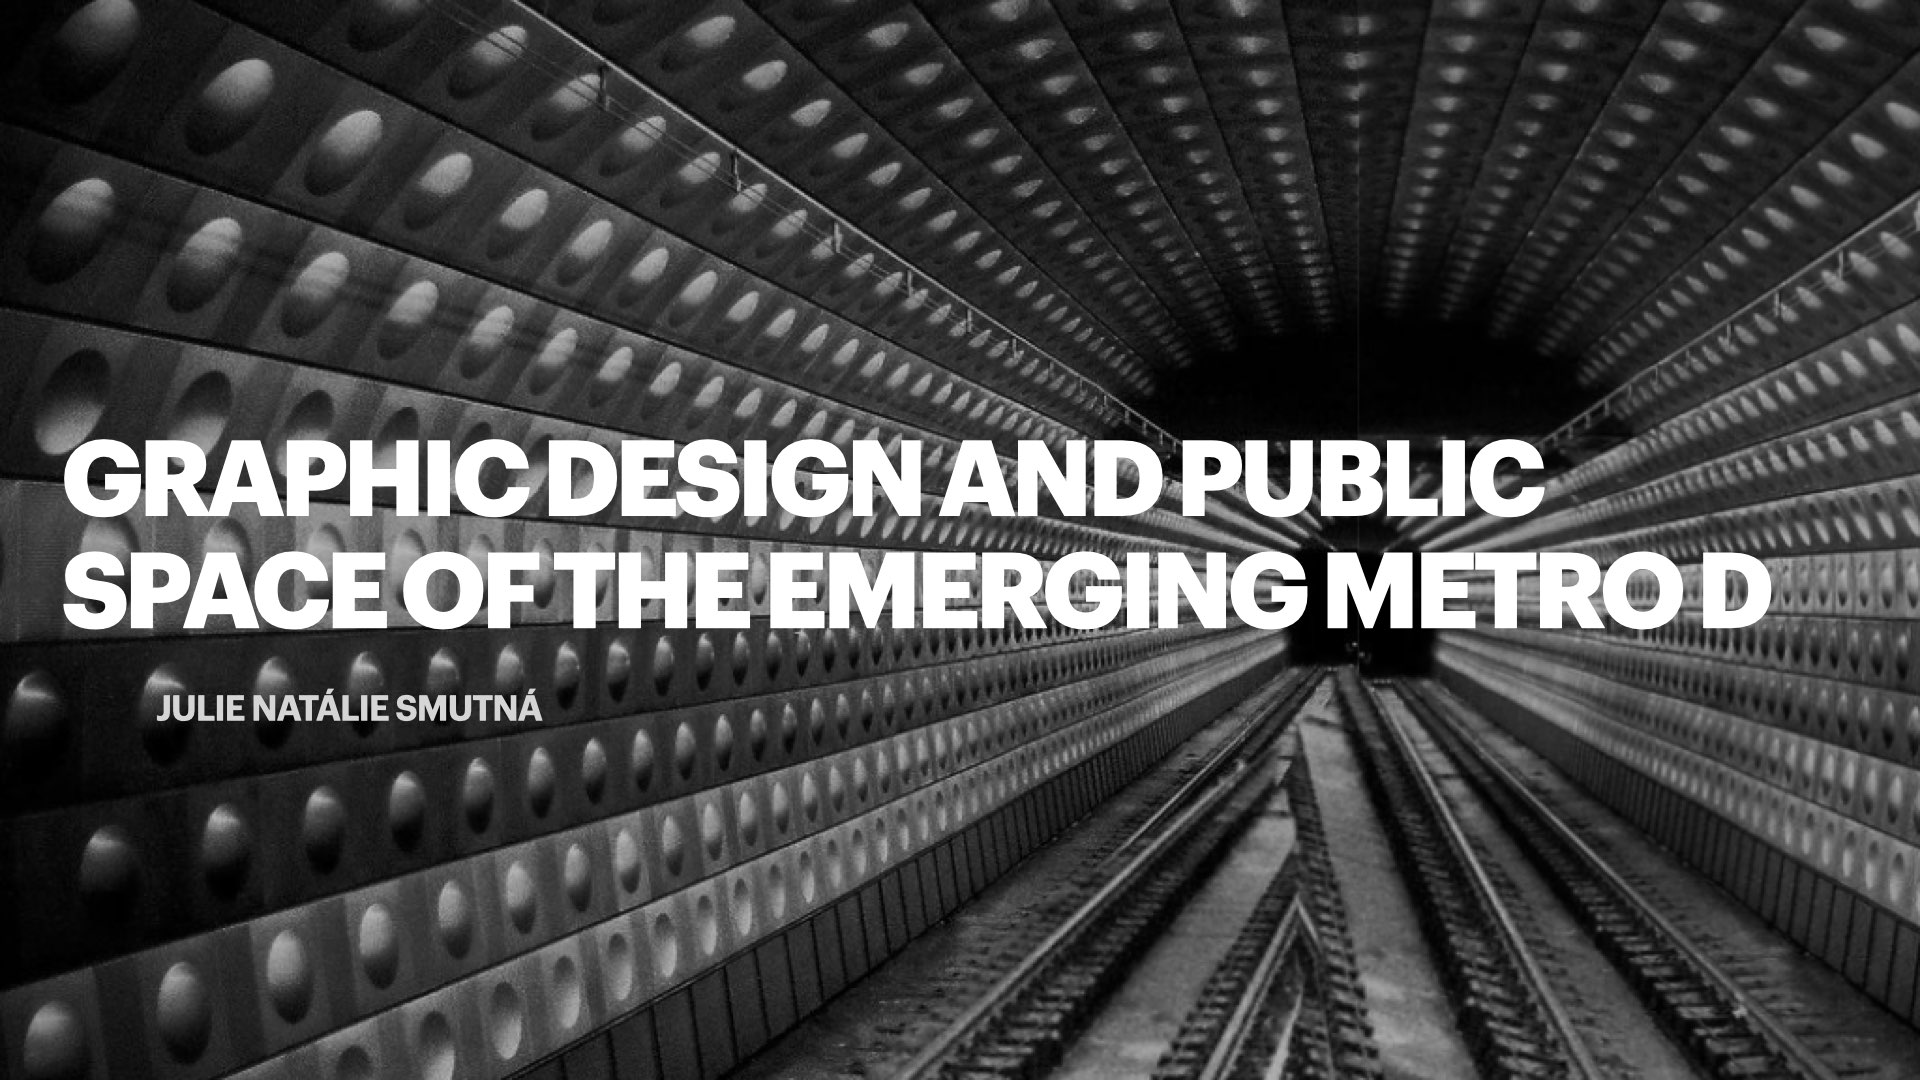 GRAPHIC DESIGN AND PUBLIC
SPACE OF THE EMERGING METRO D
JULIE NATÁLIE SMUTNÁ